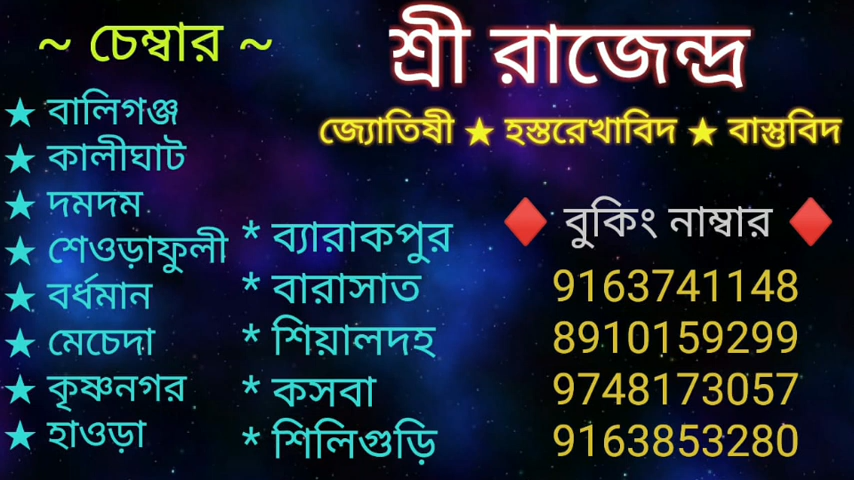 ~ চেম্বার ~
★ বালিগঞ্জ
★ কালীঘাট
★ দমদম
★ শেওড়াফুলী
★ বর্ধমান
★ মেচেদা
★ কৃষ্ণনগর
★ হাওড়া
* ব্যারাকপুর
* বারাসাত
* শিয়ালদহ
* কসবা
* শিলিগুড়ি
শ্রী রাজেন্দ্র
জ্যোতিষী ★ হস্তরেখাবিদ ★ বাস্তুবিদ
♦ বুকিং নাম্বার ♦
9163741148
8910159299
9748173057
9163853280